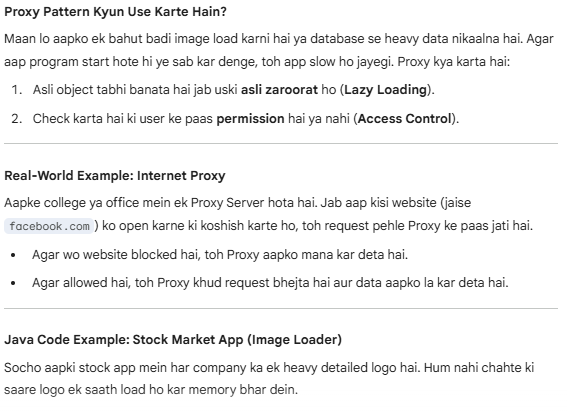 Proxy Pattern Kyun Use Karte Hain?
Maan lo aapko ek bahut badi image load karni hai ya database se heavy data nikaalna hai. Agar
aap program start hote hi ye sab kar denge, toh app slow ho jayegi. Proxy kya karta hai:
1. Asli object tabhi banata hai jab uski asli zaroorat ho (Lazy Loading).
2. Check karta hai ki user ke paas permission hai ya nahi (Access Control).
Real-World Example: Internet Proxy
Aapke college ya office mein ek Proxy Server hota hai. Jab aap kisi website (jaise
facebook.com ) ko open karne ki koshish karte ho, toh request pehle Proxy ke paas jati hai.
• Agar wo website blocked hai, toh Proxy aapko mana kar deta hai.
• Agar allowed hai, toh Proxy khud request bhejta hai aur data aapko la kar deta hai.
Java Code Example: Stock Market App (Image Loader)
Socho aapki stock app mein har company ka ek heavy detailed logo hai. Hum nahi chahte ki
saare logo ek saath load ho kar memory bhar dein.